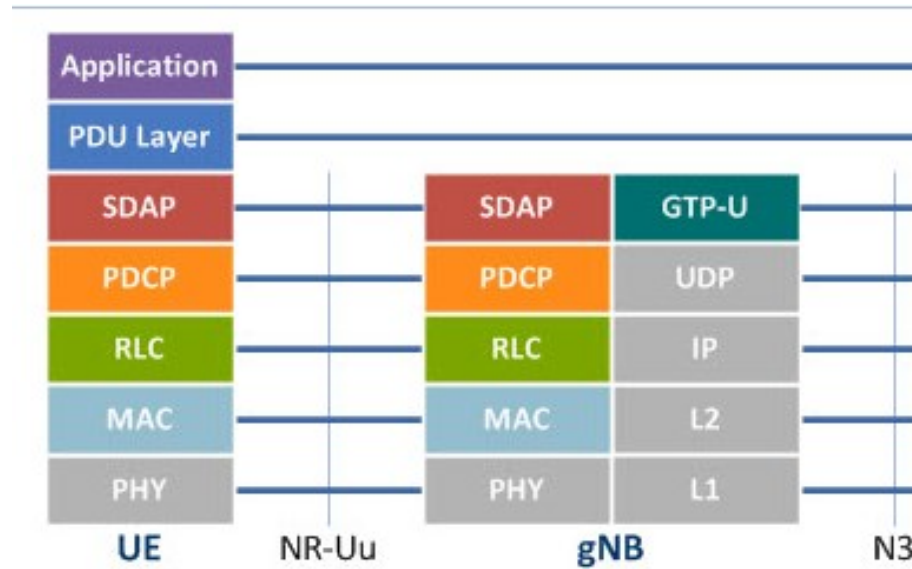 Application
PDU Layer
SDAP SDAP GTP-U
PDCP PDCP UDP
RLC RLC IP
MAC MAC L2
PHY PHY L1
UE NR-Uu gNB N3